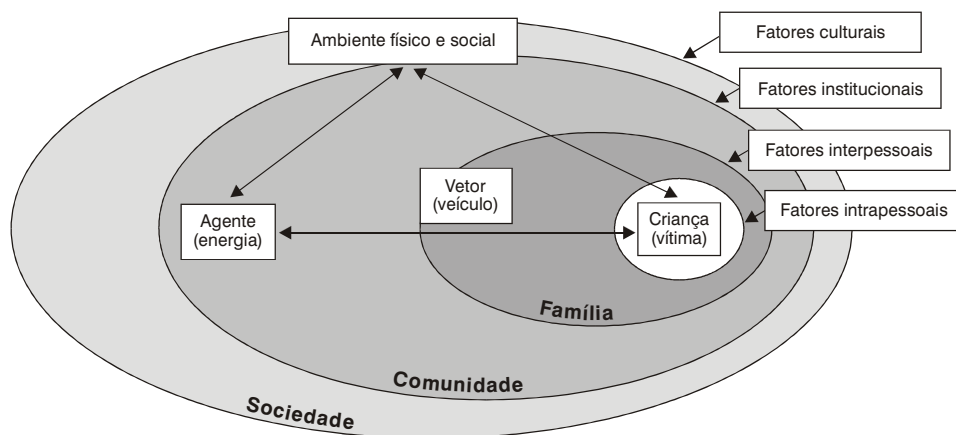 Ambiente físico e social
Fatores culturais
Fatores institucionais
Fatores interpessoais
Fatores intrapessoais
Vetor
(veículo)
Agente
(energia)
Criança
(vítima)
Família
Comunidade
Sociedade